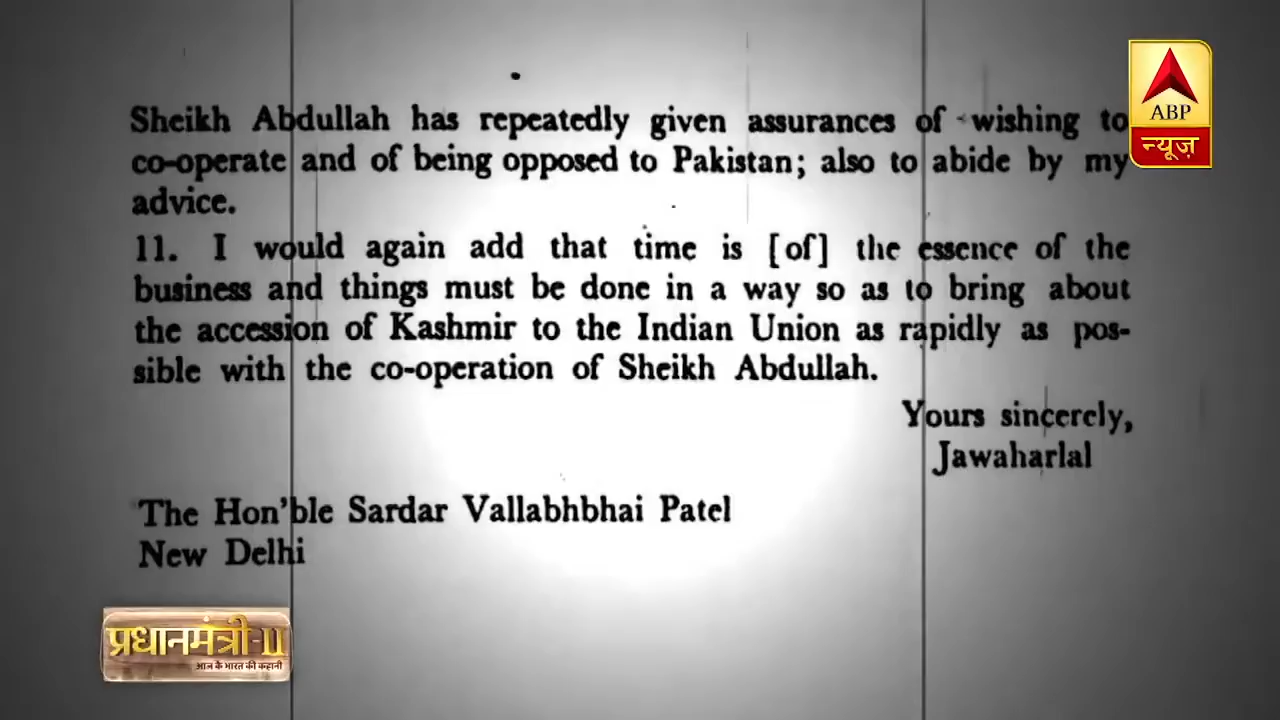 Sheikh Abdullah has repeatedly given assurances of wishing to
co-operate and of being opposed to Pakistan; also to abide by my
advice.
11. I would again add that time is [of] the essence of the
business and things must be done in a way so as to bring about
the accession of Kashmir to the Indian Union as rapidly as pos-
sible with the co-operation of Sheikh Abdullah.
Yours sincerely,
Jawaharlal
The Hon'ble Sardar Vallabhbhai Patel
New Delhi
ABP
न्यूज़
प्रधानमंत्री-II
आज के भारत की कहानी